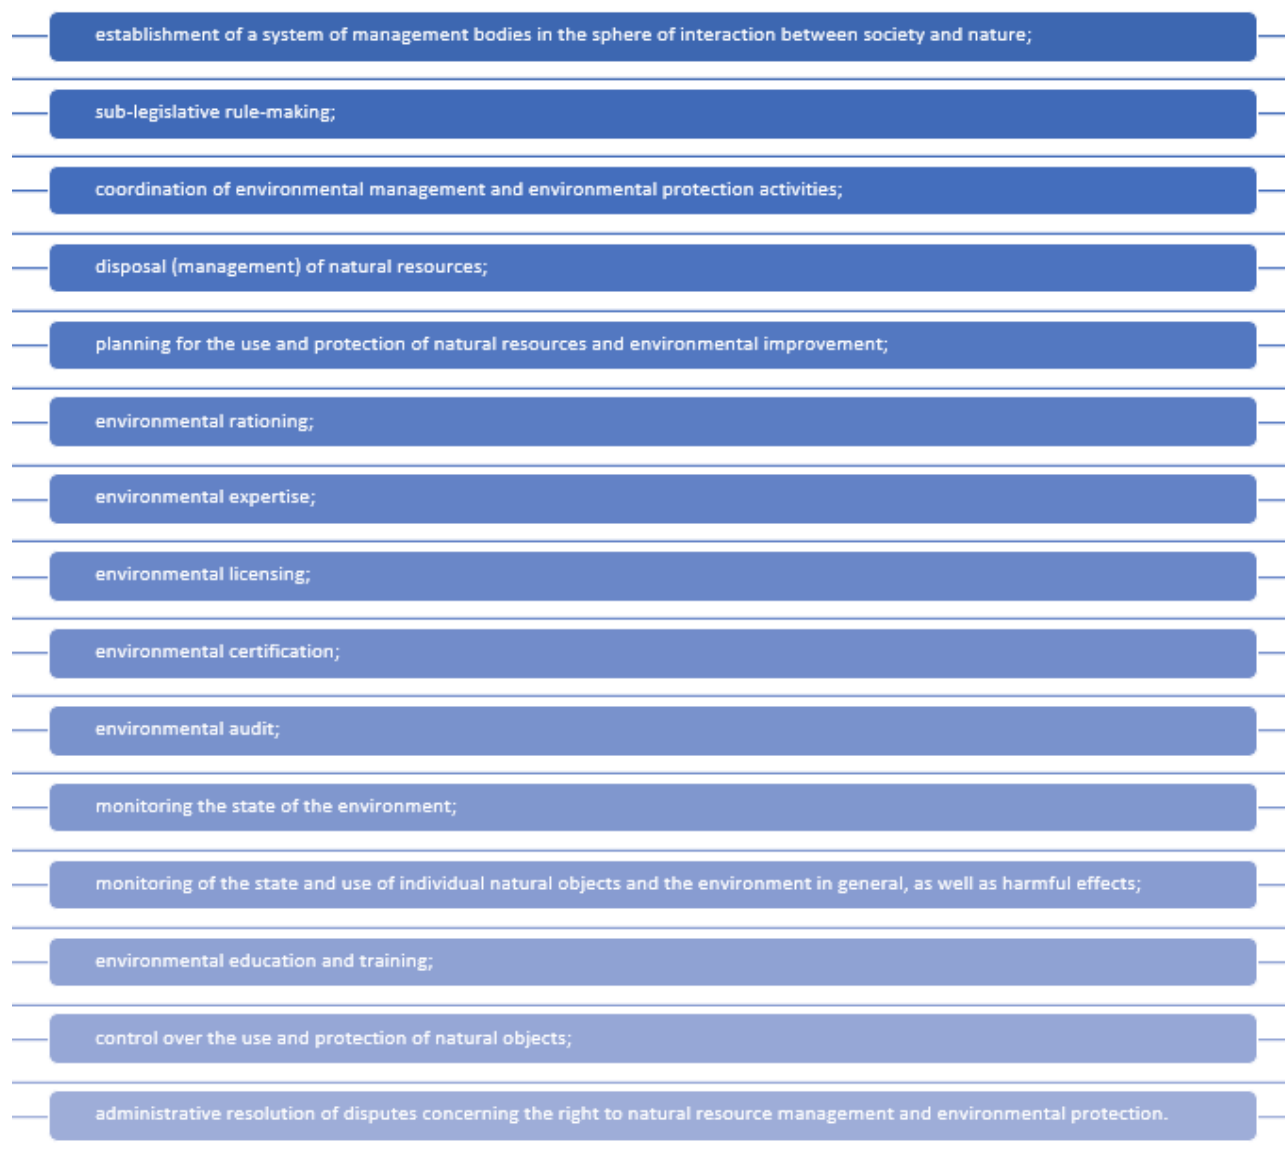 establishment of a system of management bodies in the sphere of interaction between society and nature;
sub-legislative rule-making;
coordination of environmental management and environmental protection activities;
disposal (management) of natural resources;
planning for the use and protection of natural resources and environmental improvement;
environmental rationing;
environmental expertise;
environmental licensing;
environmental certification;
environmental audit;
monitoring the state of the environment;
monitoring of the state and use of individual natural objects and the environment in general, as well as harmful effects;
environmental education and training;
control over the use and protection of natural objects;
administrative resolution of disputes concerning the right to natural resource management and environmental protection.